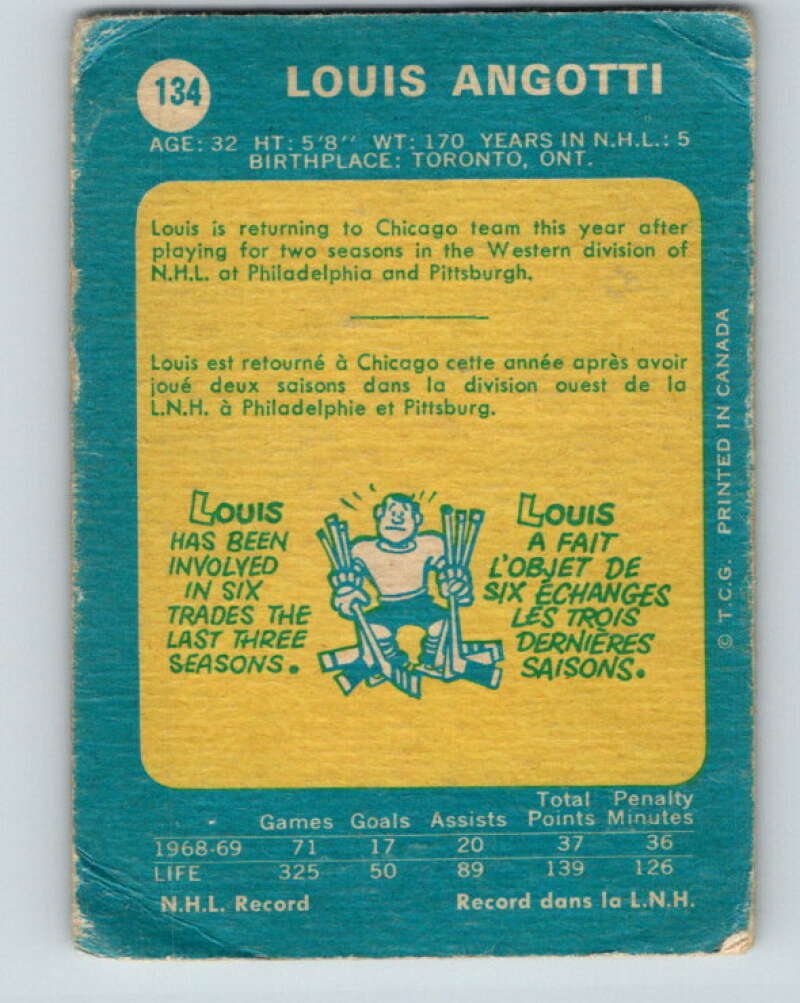 134
LOUIS ANGOTTI
AGE: 32 HT: 5'8'' WT: 170 YEARS IN N.H.L.: 5
BIRTHPLACE: TORONTO, ONT.
Louis is returning to Chicago team this year after
playing for two seasons in the Western division of
N.H.L. at Philadelphia and Pittsburgh.
Louis est retourné à Chicago cette année après avoir
joué deux saisons dans la division ouest de la
L.N.H. à Philadelphie et Pittsburg.
LOUIS
HAS BEEN
INVOLVED
IN SIX
TRADES THE
LAST THREE
SEASONS.
LOUIS
A FAIT
L'OBJET DE
SIX ÉCHANGES
LES TROIS
DERNIÈRES
SAISONS.
© T.C.G. PRINTED IN CANADA
Games Goals Assists Total Points Penalty Minutes
1968-69 71 17 20 37 36
LIFE 325 50 89 139 126
N.H.L. Record Record dans la L.N.H.